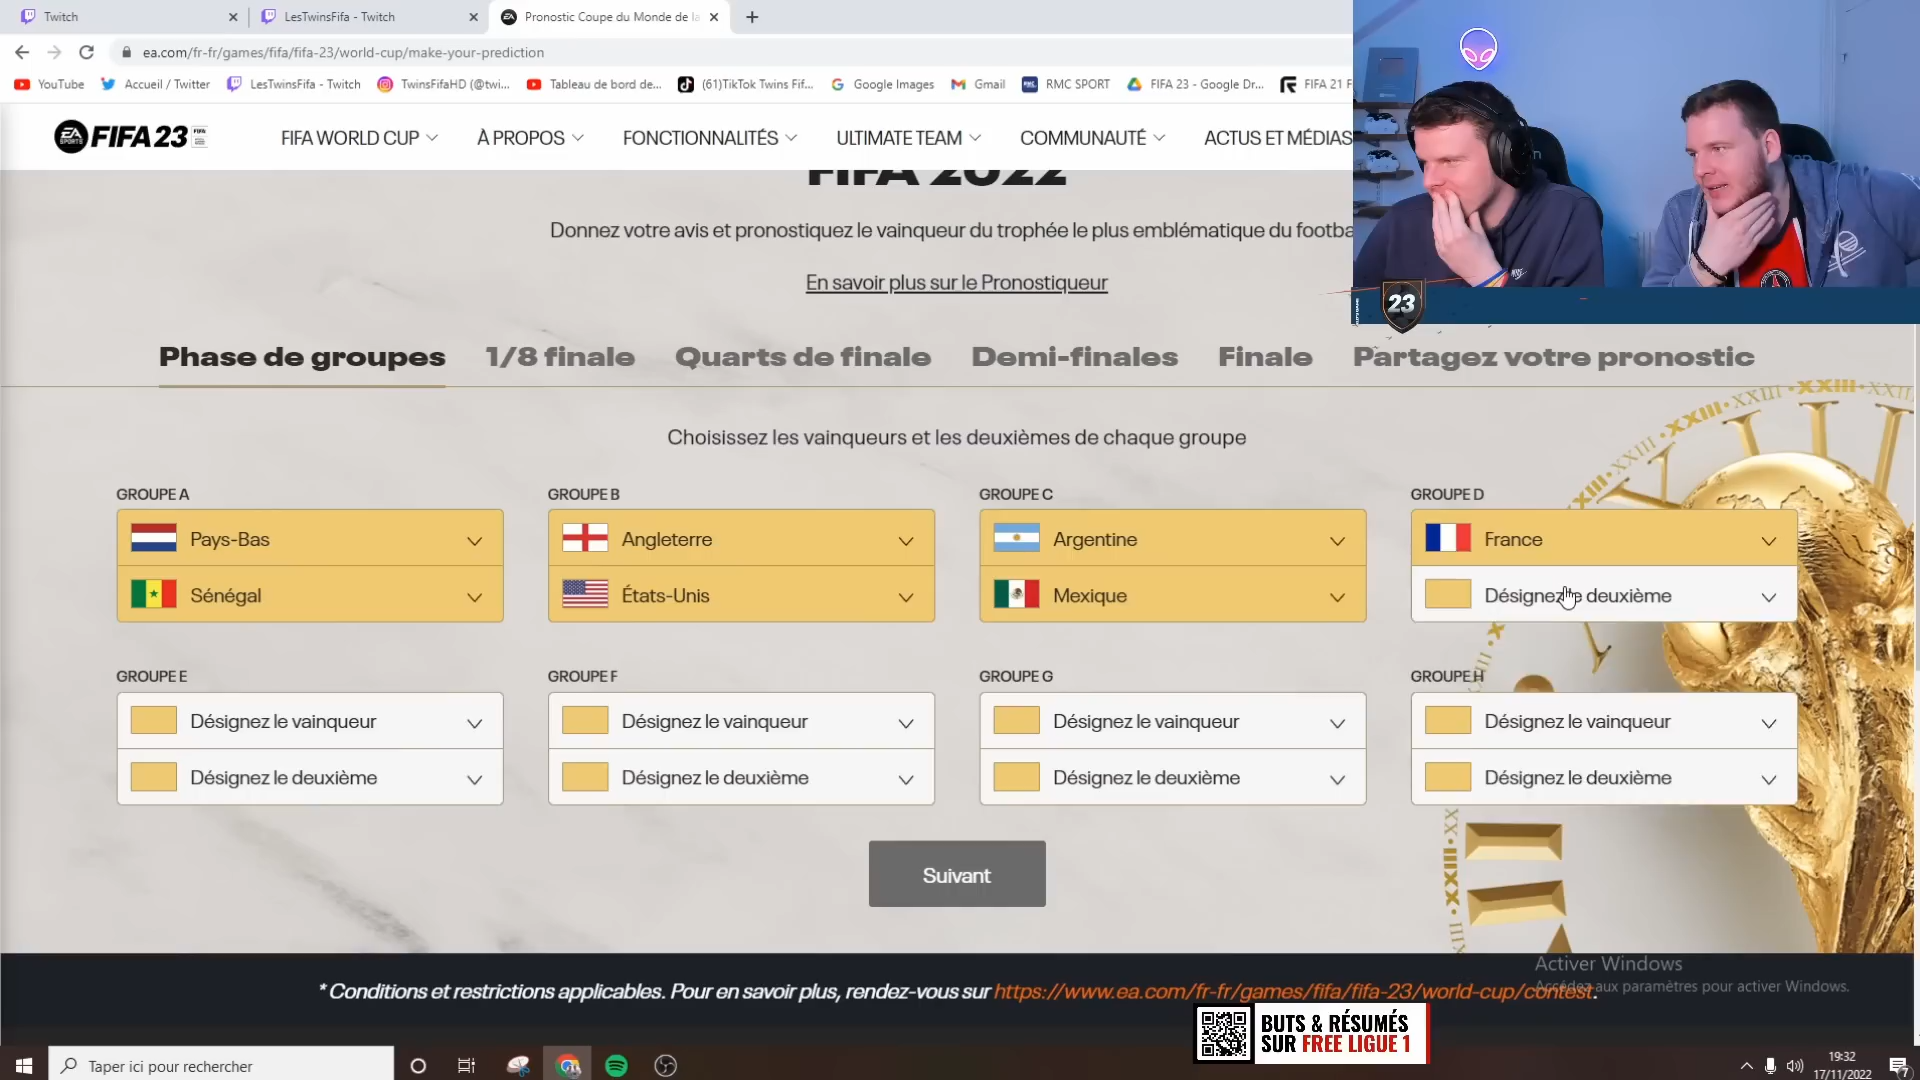 Twitch
LesTwinsFifa - Twitch
Pronostic Coupe du Monde de la
ea.com/fr-fr/games/fifa/fifa-23/world-cup/make-your-prediction
YouTube
Accueil / Twitter
LesTwinsFifa - Twitch
TwinsFifaHD (@twi...
Tableau de bord de...
(61)TikTok Twins Fif...
Google Images
Gmail
RMC SPORT
FIFA 23 - Google Dr...
FIFA 21 F
EA SPORTS FIFA 23
FIFA WORLD CUP
À PROPOS
FONCTIONNALITÉS
ULTIMATE TEAM
COMMUNAUTÉ
ACTUS ET MÉDIAS
FIFA 2022
Donnez votre avis et pronostiquez le vainqueur du trophée le plus emblématique du footba
En savoir plus sur le Pronostiqueur
23
Phase de groupes
1/8 finale
Quarts de finale
Demi-finales
Finale
Partagez votre pronostic
Choisissez les vainqueurs et les deuxièmes de chaque groupe
GROUPE A
Pays-Bas
Sénégal
GROUPE B
Angleterre
États-Unis
GROUPE C
Argentine
Mexique
GROUPE D
France
Désignez le deuxième
GROUPE E
Désignez le vainqueur
Désignez le deuxième
GROUPE F
Désignez le vainqueur
Désignez le deuxième
GROUPE G
Désignez le vainqueur
Désignez le deuxième
GROUPE H
Désignez le vainqueur
Désignez le deuxième
Suivant
Activer Windows
Accédez aux paramètres pour activer Windows.
* Conditions et restrictions applicables. Pour en savoir plus, rendez-vous sur https://www.ea.com/fr-fr/games/fifa/fifa-23/world-cup/contest.
BUTS & RÉSUMÉS
SUR FREE LIGUE 1
Taper ici pour rechercher
19:32
17/11/2022
7